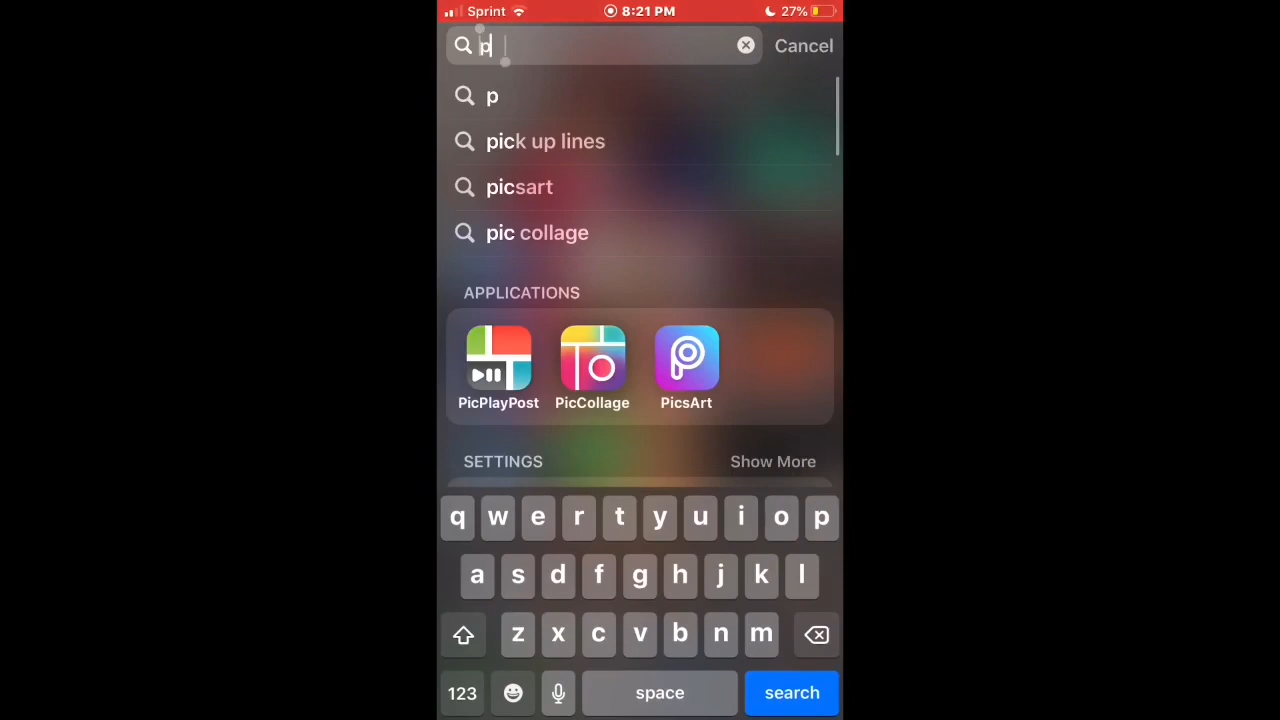 Sprint 8:21 PM 27%
p Cancel
p
pick up lines
picsart
pic collage
APPLICATIONS
PicPlayPost PicCollage PicsArt
SETTINGS Show More
q w e r t y u i o p
a s d f g h j k l
z x c v b n m
123 space search